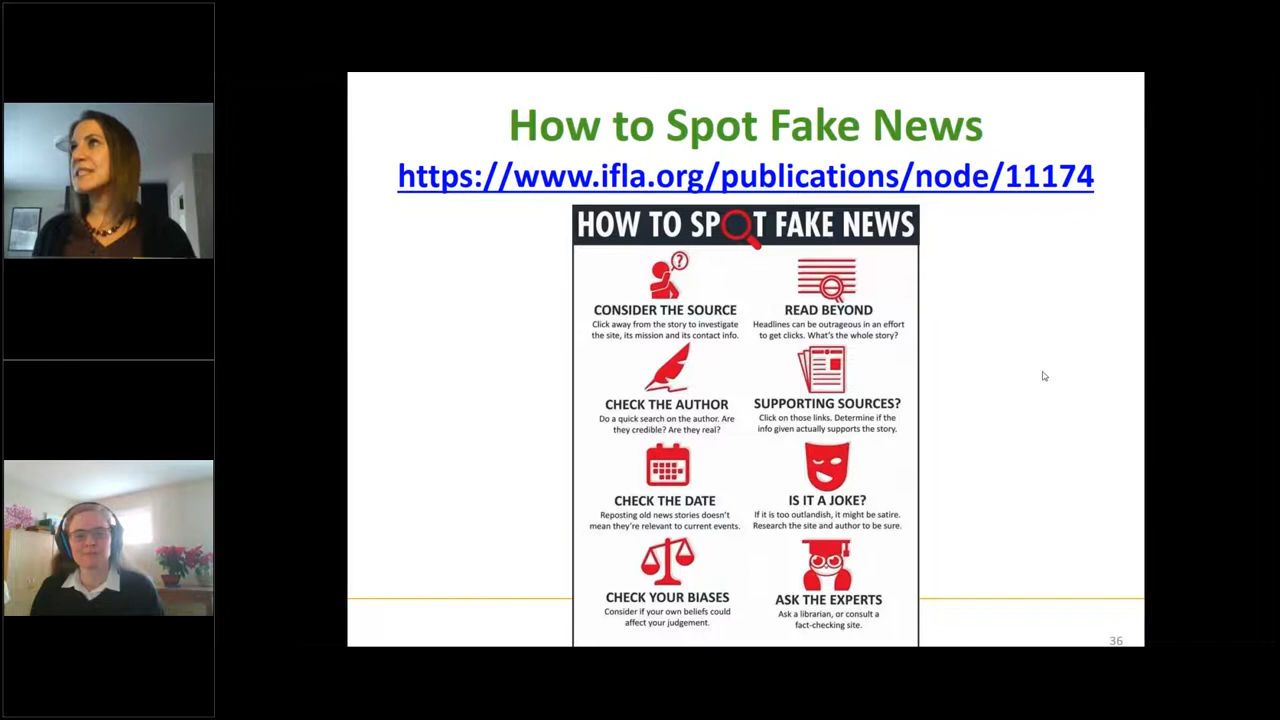 How to Spot Fake News
https://www.ifla.org/publications/node/11174
HOW TO SPOT FAKE NEWS
CONSIDER THE SOURCE
Click away from the story to investigate
the site, its mission and its contact info.
READ BEYOND
Headlines can be outrageous in an effort
to get clicks. What's the whole story?
CHECK THE AUTHOR
Do a quick search on the author. Are
they credible? Are they real?
SUPPORTING SOURCES?
Click on those links. Determine if the
info given actually supports the story.
CHECK THE DATE
Reposting old news stories doesn't
mean they're relevant to current events.
IS IT A JOKE?
If it is too outlandish, it might be satire.
Research the site and author to be sure.
CHECK YOUR BIASES
Consider if your own beliefs could
affect your judgement.
ASK THE EXPERTS
Ask a librarian, or consult a
fact-checking site.
36